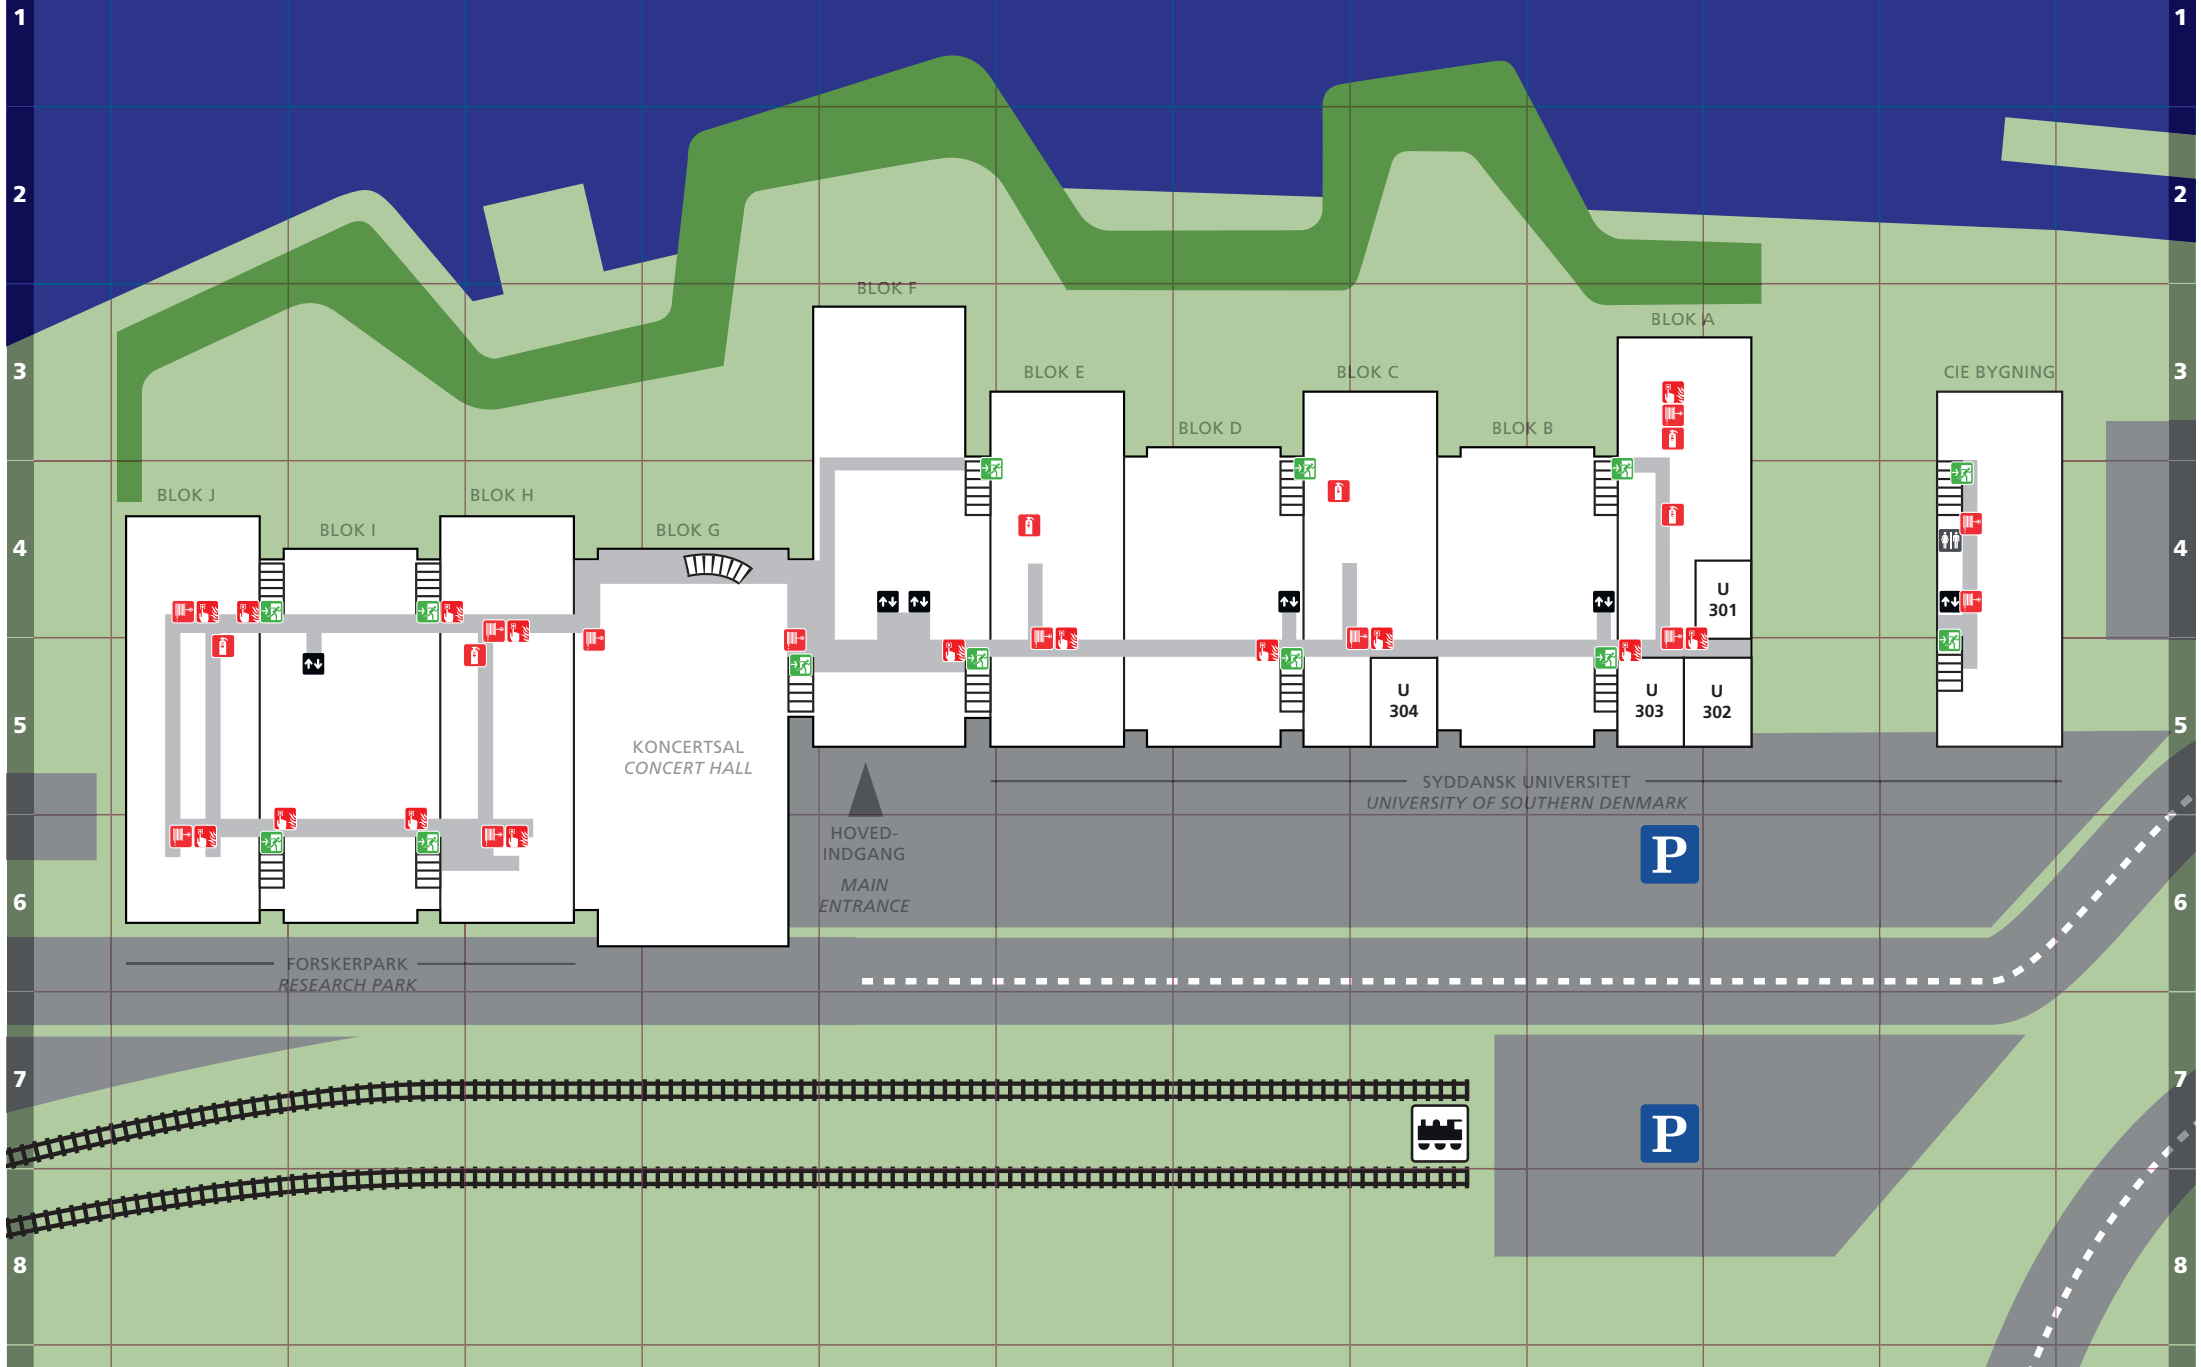 1 1
2 2
BLOK F
BLOK A
3 BLOK E BLOK C CIE BYGNING 3
BLOK D BLOK B
BLOK J BLOK H
BLOK I BLOK G
4 4
U
301
U
304
U
303
U
302
5 5
KONCERTSAL
CONCERT HALL
SYDDANSK UNIVERSITET
UNIVERSITY OF SOUTHERN DENMARK
HOVED-
INDGANG
MAIN
ENTRANCE
P
6 6
FORSKERPARK
RESEARCH PARK
7 7
P
8 8